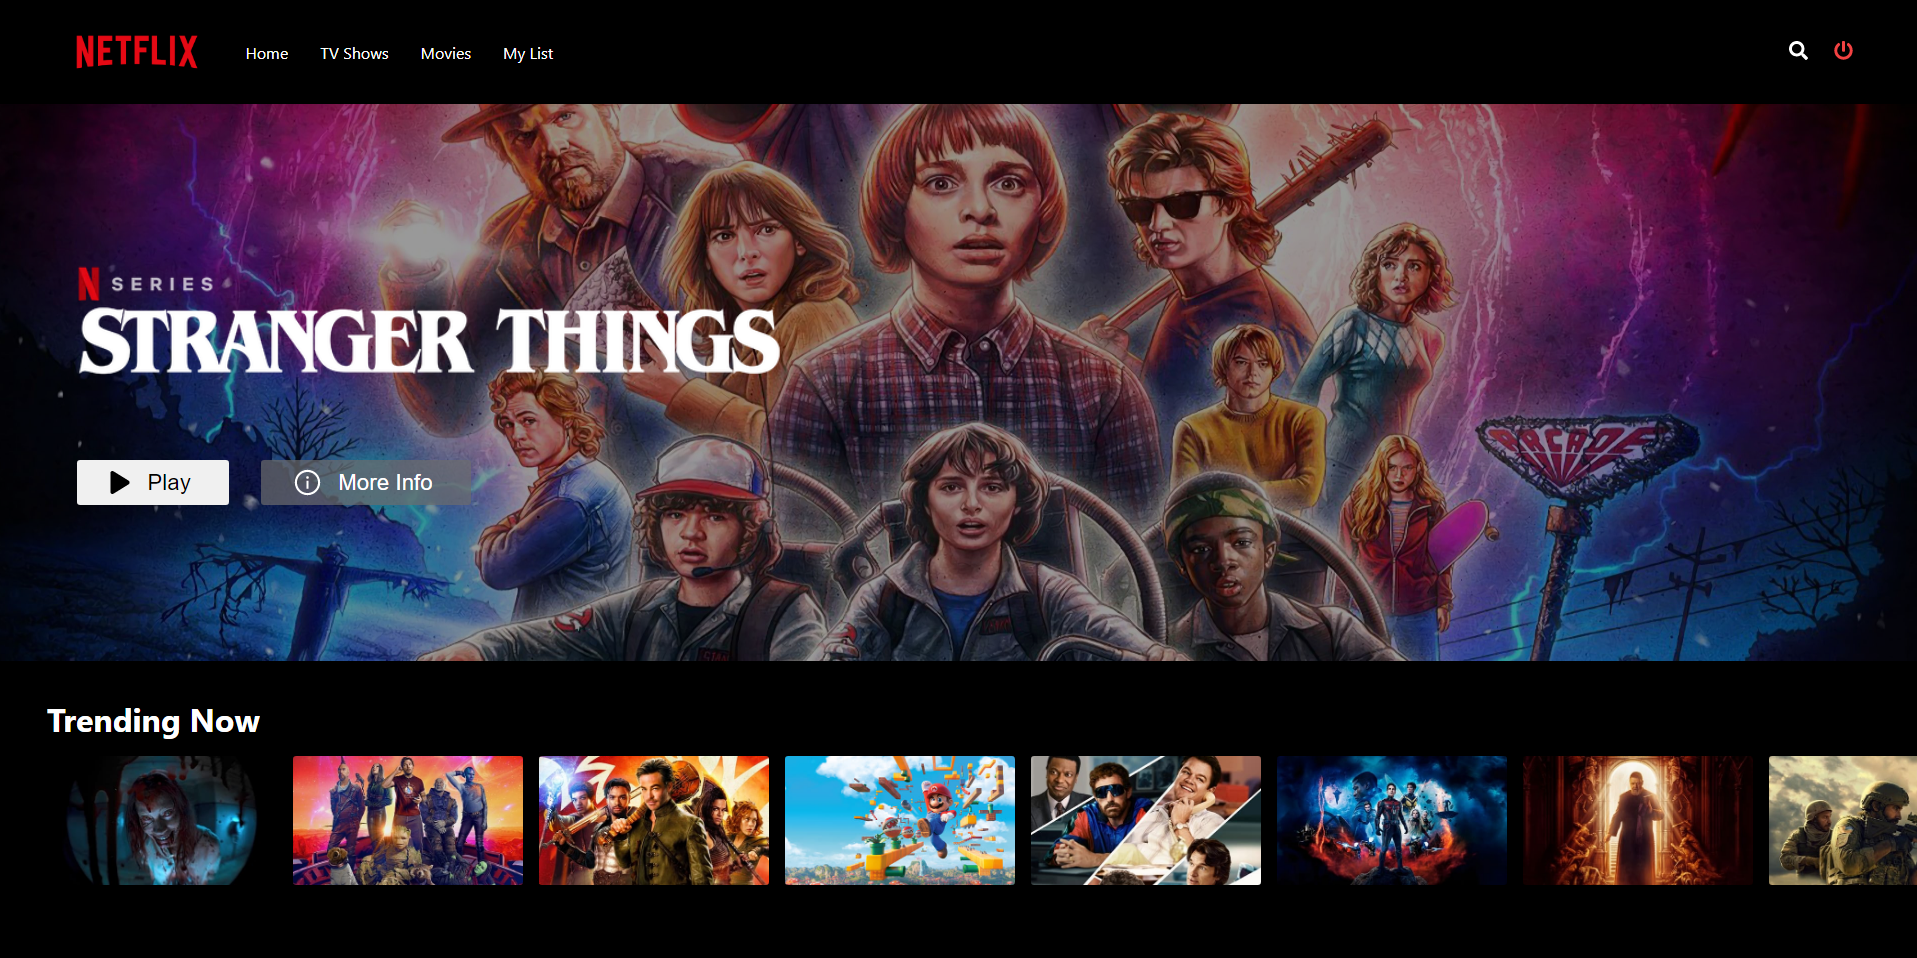 NETFLIX
Home
TV Shows
Movies
My List
N SERIES
STRANGER THINGS
ARCADE
Play
More Info
Trending Now